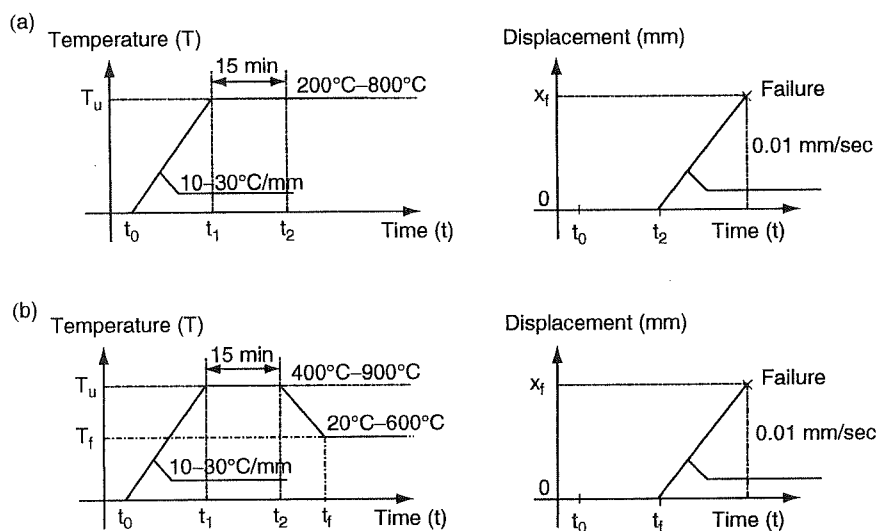 (a)
Temperature (T)
15 min
200°C–800°C
T_u
10–30°C/mm
t_0
t_1
t_2
Time (t)
Displacement (mm)
x_f
Failure
0.01 mm/sec
0
t_0
t_2
Time (t)
(b)
Temperature (T)
15 min
400°C–900°C
T_u
20°C–600°C
T_f
10–30°C/mm
t_0
t_1
t_2
t_f
Time (t)
Displacement (mm)
x_f
Failure
0.01 mm/sec
0
t_0
t_f
Time (t)